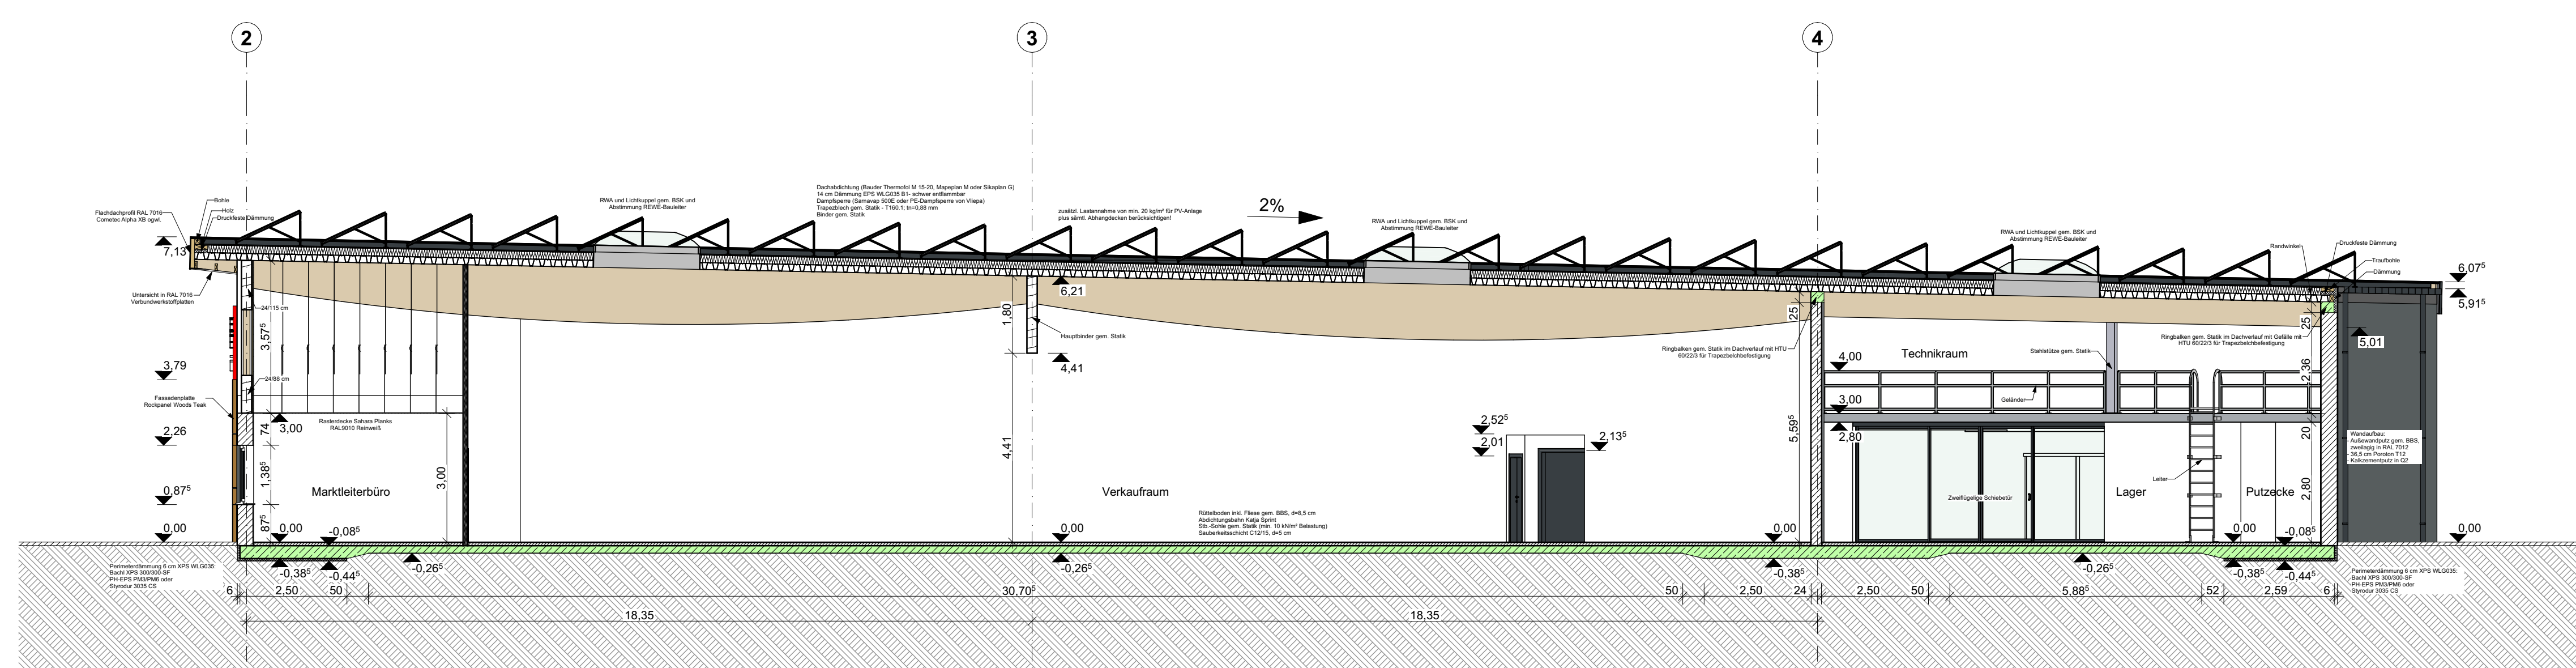 2
3
4
Dachabdichtung (Bauder Thermofol M 15-20, Mapeplan M oder Sikaplan G)
14 cm Dämmung EPS WLG035 B1- schwer entflammbar
Dampfsperre (Sarnavap 500E oder PE-Dampfsperre von Vliepa)
Trapezblech gem. Statik - T160.1; tn=0,88 mm
Binder gem. Statik
RWA und Lichtkuppel gem. BSK und
Abstimmung REWE-Bauleiter
zusätzl. Lastannahme von min. 20 kg/m² für PV-Anlage
plus sämtl. Abhangdecken berücksichtigen!
2%
RWA und Lichtkuppel gem. BSK und
Abstimmung REWE-Bauleiter
RWA und Lichtkuppel gem. BSK und
Abstimmung REWE-Bauleiter
Bohle
Holz
Druckfeste Dämmung
Flachdachprofil RAL 7016
Cometec Alpha XB ogwl.
7,13
Untersicht in RAL 7016
Verbundwerkstoffplatten
Randwinkel
Druckfeste Dämmung
Traufbohle
Dämmung
6,07⁵
5,91⁵
5,01
24/115 cm
3,57⁵
24/88 cm
3,79
Fassadenplatte
Rockpanel Woods Teak
2,26
0,87⁵
0,00
74
3,00
Rasterdecke Sahara Planks
RAL9010 Reinweiß
1,38⁵
87⁵
3,00
Marktleiterbüro
0,00
-0,08⁵
-0,38⁵
-0,44⁵
-0,26⁵
6,21
1,80
Hauptbinder gem. Statik
4,41
4,41
Verkaufraum
0,00
-0,26⁵
Rüttelboden inkl. Fliese gem. BBS, d=8,5 cm
Abdichtungsbahn Katja Sprint
Stb.-Sohle gem. Statik (min. 10 kN/m² Belastung)
Sauberkeitsschicht C12/15, d=5 cm
2,52⁵
2,01
2,13⁵
25
Ringbalken gem. Statik im Dachverlauf mit HTU
60/22/3 für Trapezbelchbefestigung
5,59⁵
0,00
-0,38⁵
4,00
Technikraum
Stahlstütze gem. Statik
Ringbalken gem. Statik im Dachverlauf mit Gefälle mit
HTU 60/22/3 für Trapezbelchbefestigung
25
2,36
Geländer
3,00
2,80
20
2,80
Zweiflügelige Schiebetür
Leiter
Lager
Putzecke
0,00
-0,08⁵
-0,26⁵
-0,38⁵
-0,44⁵
Wandaufbau:
- Außewandputz gem. BBS,
zweilagig in RAL 7012
- 36,5 cm Poroton T12
- Kalkzementputz in Q2
0,00
Perimeterdämmung 6 cm XPS WLG035:
Bachl XPS 300/300-SF
PH-EPS PM3/PM6 oder
Styrodur 3035 CS
Perimeterdämmung 6 cm XPS WLG035:
Bachl XPS 300/300-SF
PH-EPS PM3/PM6 oder
Styrodur 3035 CS
6 2,50 50 30,70⁵ 50 2,50 24 2,50 50 5,88⁵ 52 2,59 6
18,35 18,35